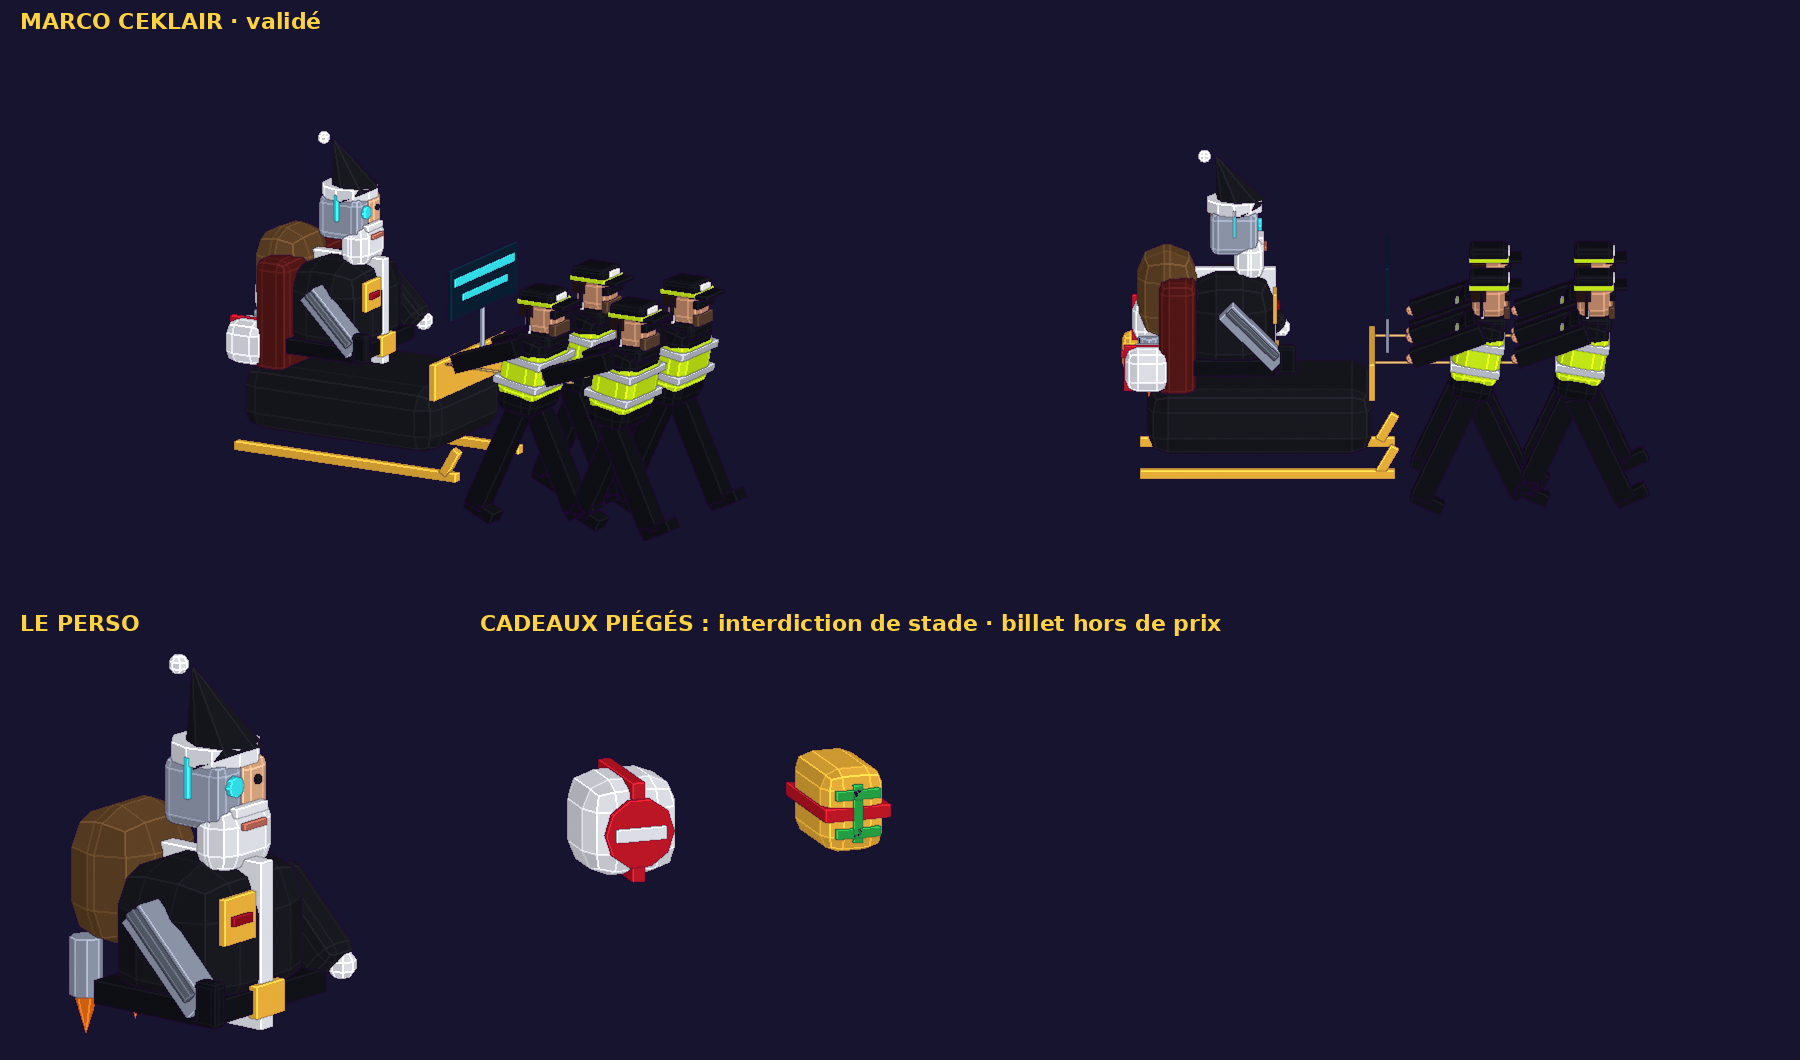 MARCO CEKLAIR · validé
LE PERSO
CADEAUX PIÉGÉS : interdiction de stade · billet hors de prix